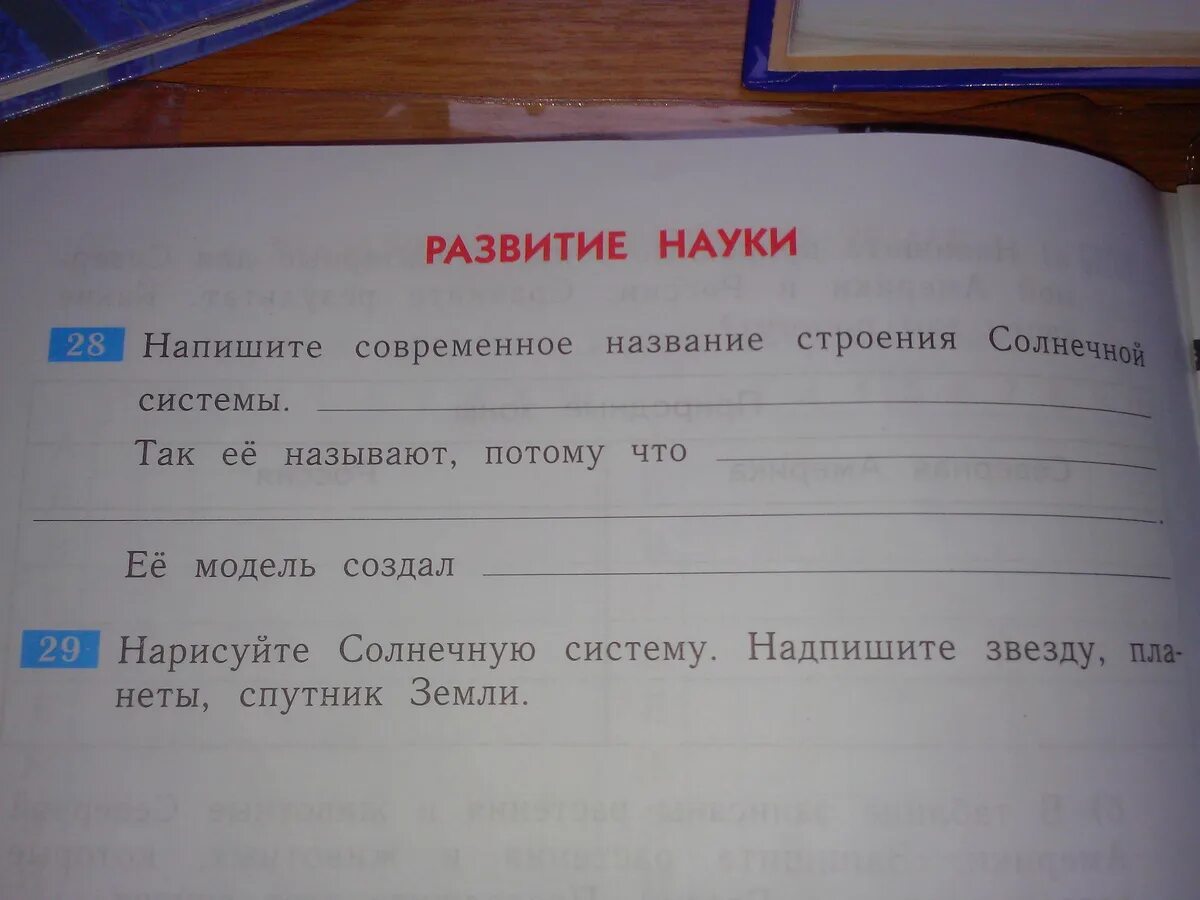 РАЗВИТИЕ НАУКИ
28 Напишите современное название строения Солнечной
системы.
Так её называют, потому что
.
Её модель создал
29 Нарисуйте Солнечную систему. Надпишите звезду, пла-
неты, спутник Земли.